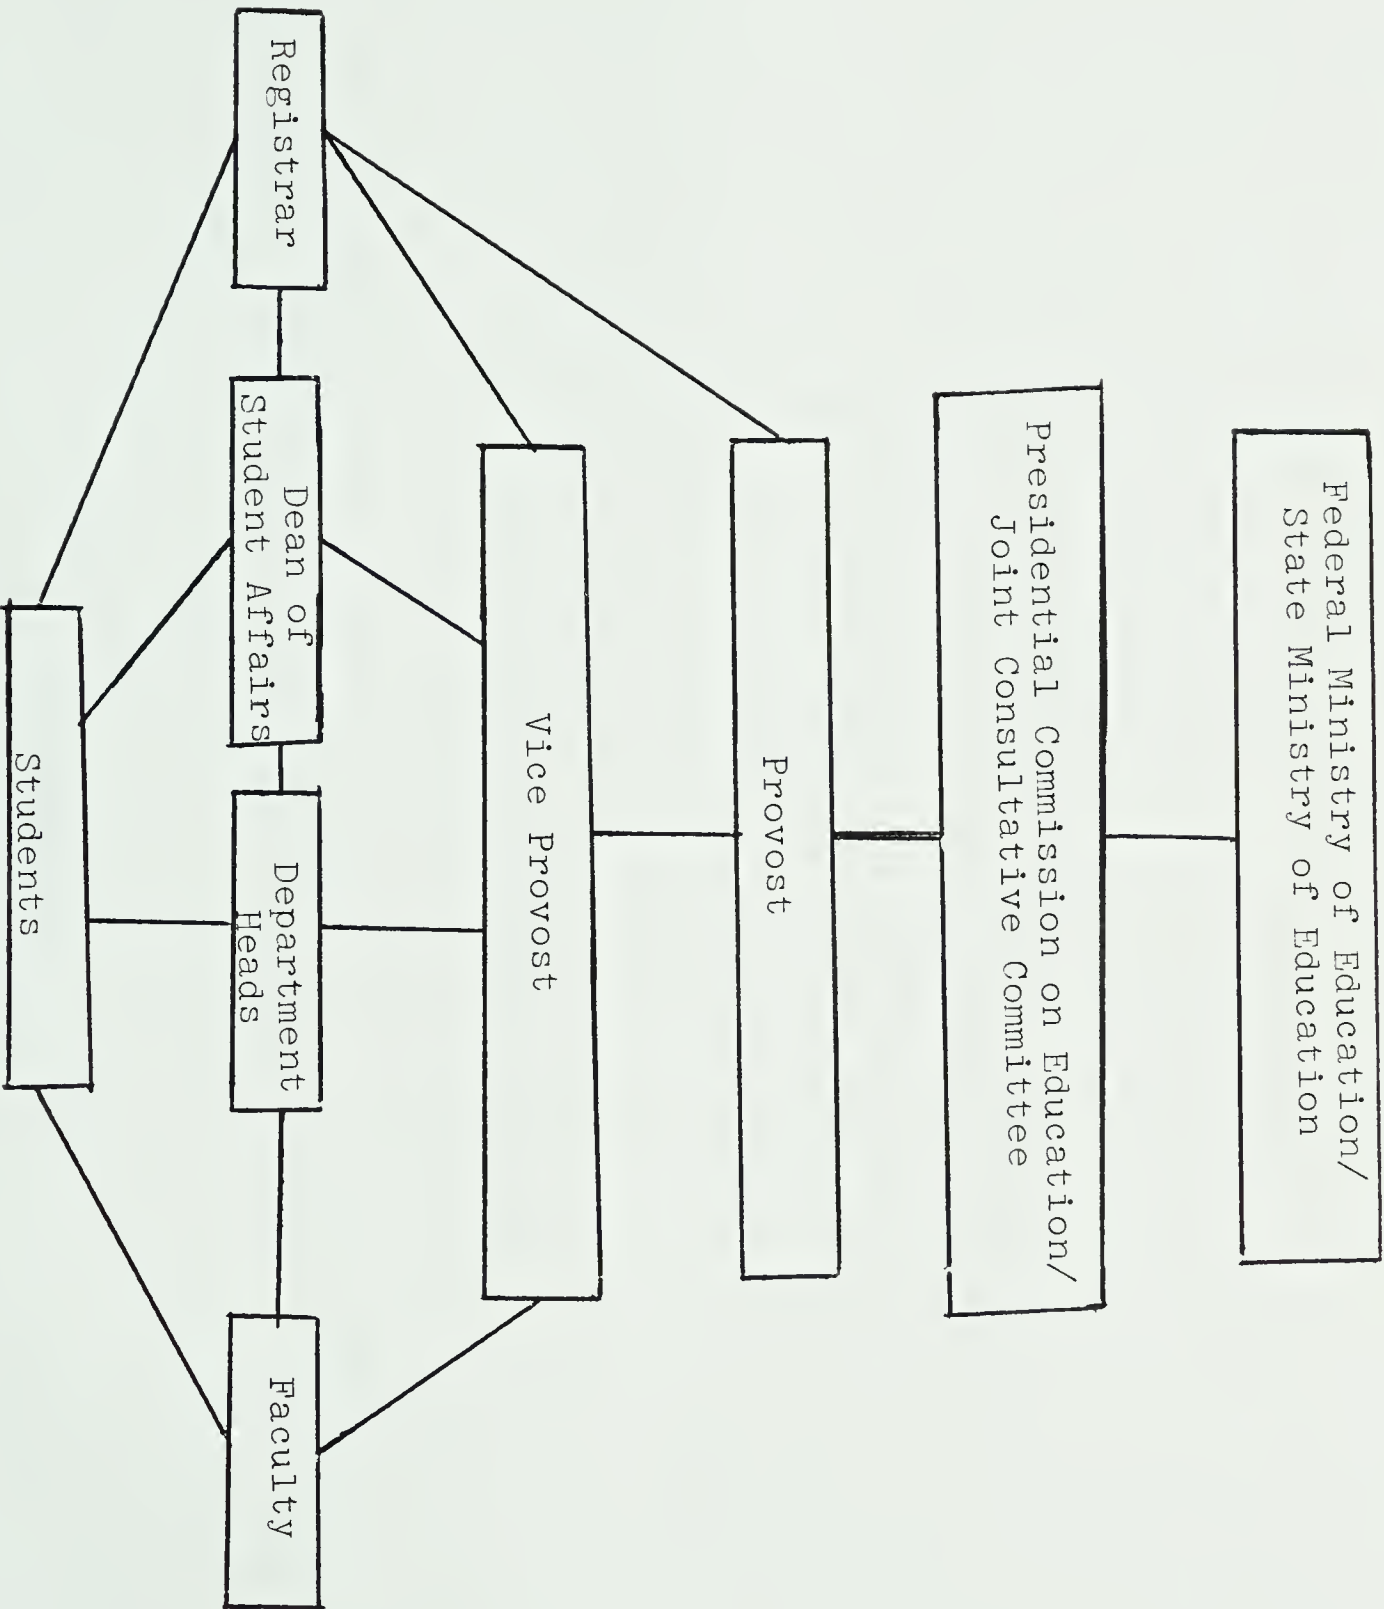 Federal Ministry of Education/
State Ministry of Education
Presidential Commission on Education/
Joint Consultative Committee
Provost
Vice Provost
Registrar
Dean of
Student Affairs
Department
Heads
Faculty
Students